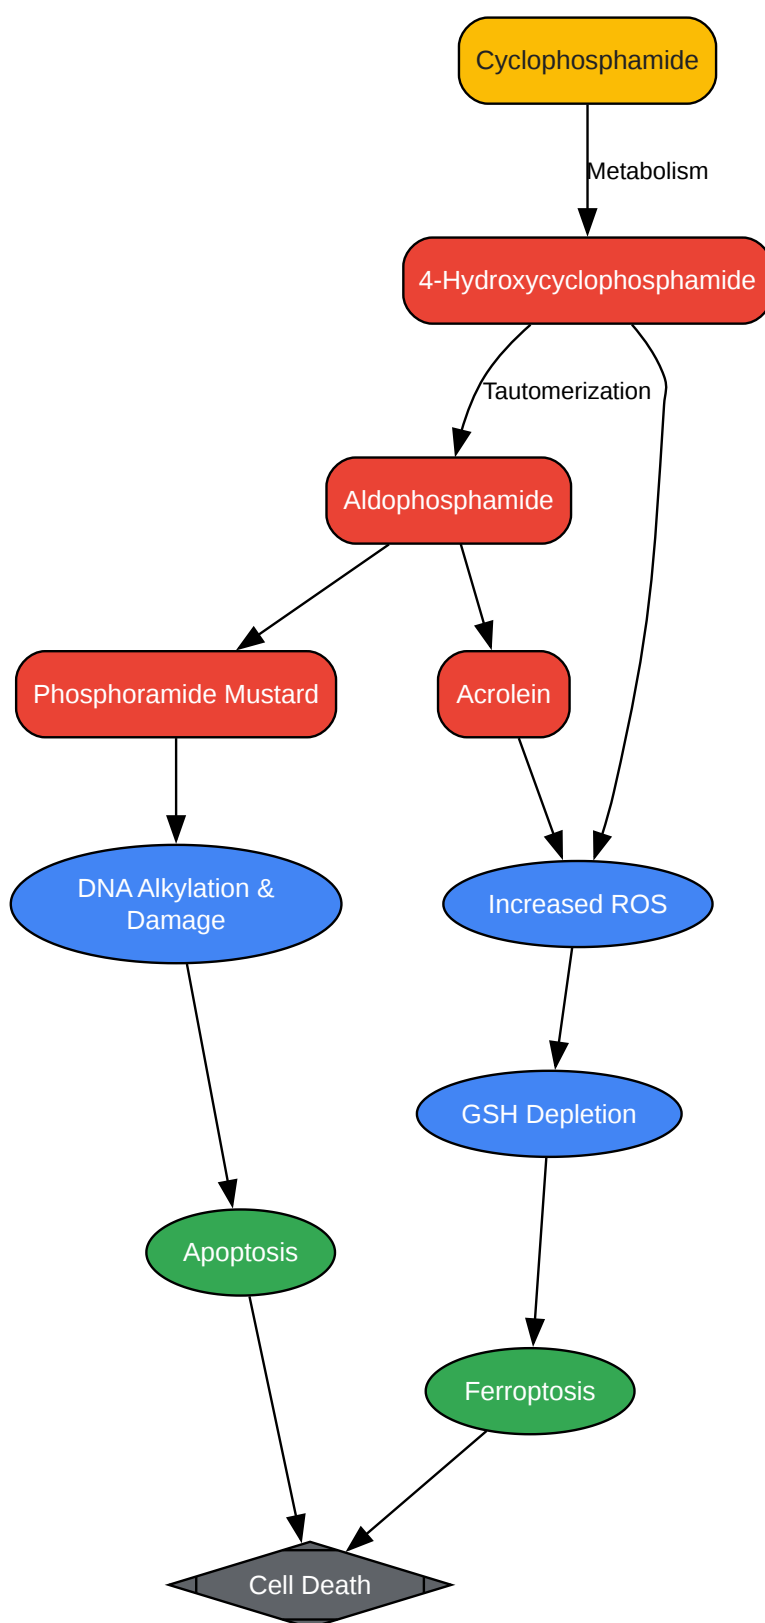 Cyclophosphamide
Metabolism
4-Hydroxycyclophosphamide
Tautomerization
Aldophosphamide
Phosphoramide Mustard
Acrolein
DNA Alkylation &
Damage
Increased ROS
GSH Depletion
Apoptosis
Ferroptosis
Cell Death